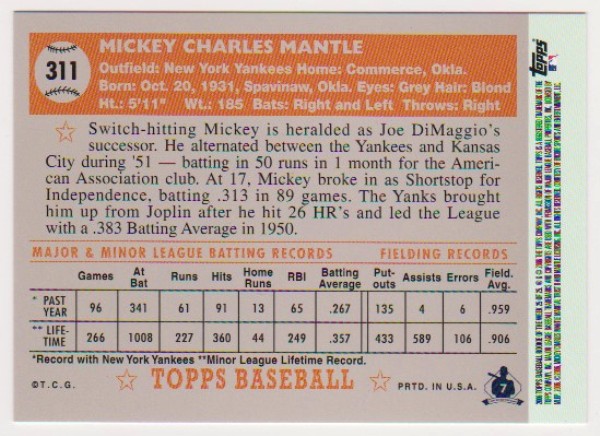 311
MICKEY CHARLES MANTLE
Outfield: New York Yankees Home: Commerce, Okla.
Born: Oct. 20, 1931, Spavinaw, Okla. Eyes: Grey Hair: Blond
Ht.: 5'11" Wt.: 185 Bats: Right and Left Throws: Right
Switch-hitting Mickey is heralded as Joe DiMaggio's
successor. He alternated between the Yankees and Kansas
City during '51 — batting in 50 runs in 1 month for the Amer-
ican Association club. At 17, Mickey broke in as Shortstop for
Independence, batting .313 in 89 games. The Yanks brought
him up from Joplin after he hit 26 HR's and led the League
with a .383 Batting Average in 1950.
MAJOR & MINOR LEAGUE BATTING RECORDS FIELDING RECORDS
Games At Bat Runs Hits Home Runs RBI Batting Average Put-outs Assists Errors Field. Avg.
* PAST YEAR 96 341 61 91 13 65 .267 135 4 6 .959
** LIFE-TIME 266 1008 227 360 44 249 .357 433 589 106 .906
*Record with New York Yankees **Minor League Lifetime Record.
©T.C.G. TOPPS BASEBALL PRTD. IN U.S.A.
7
Topps